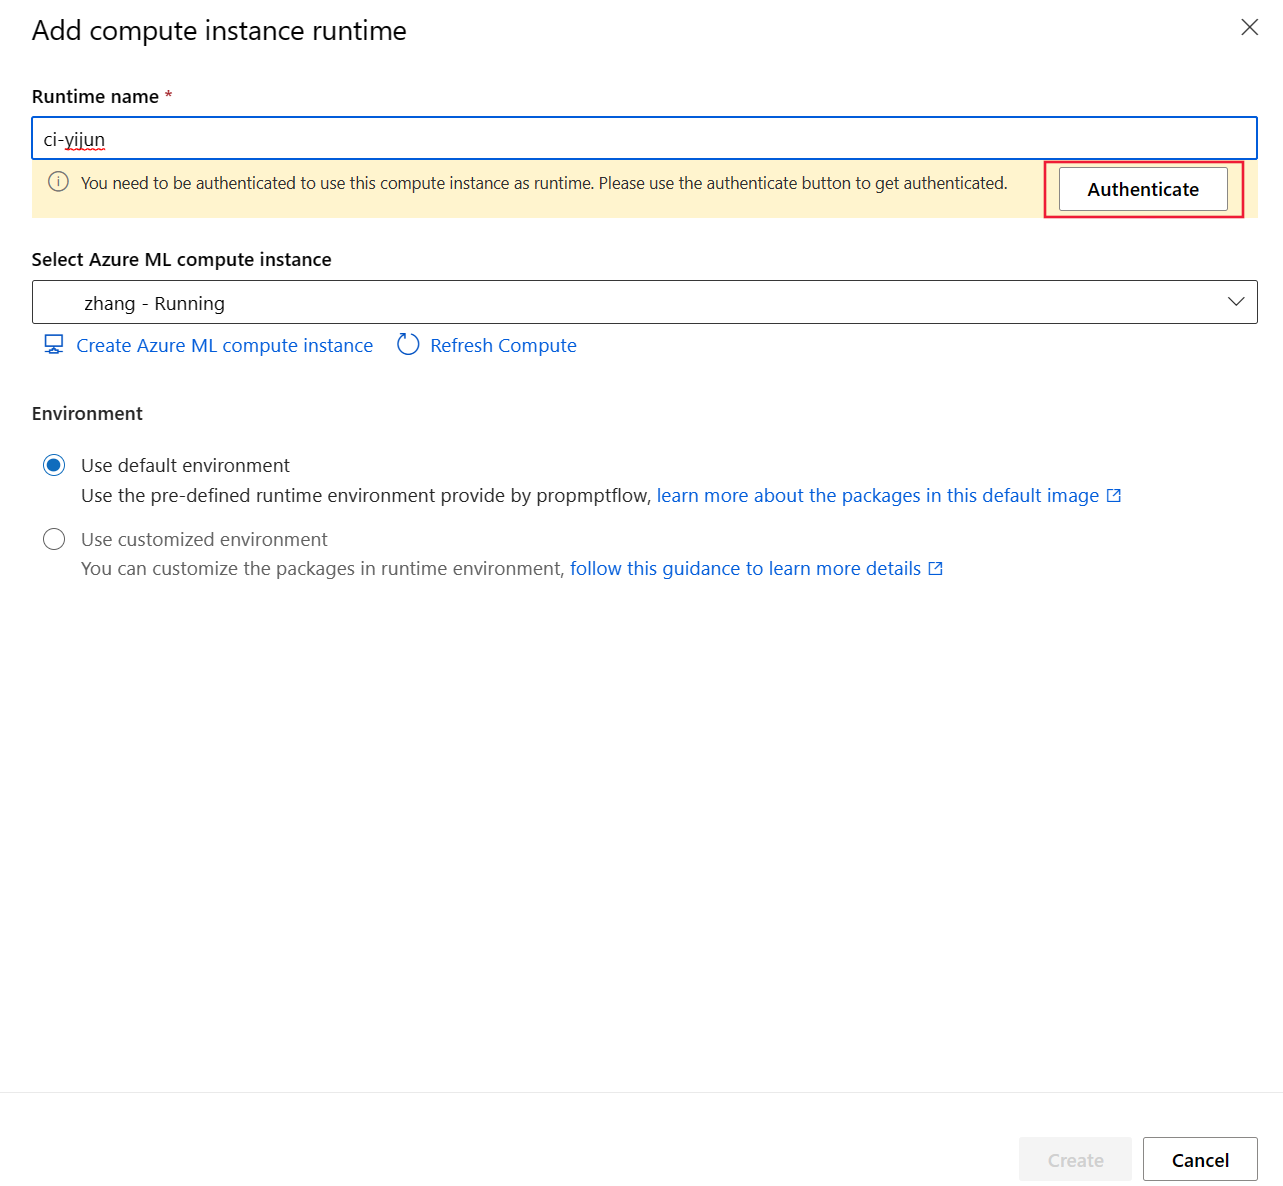 Add compute instance runtime
Runtime name *
ci-yijun
You need to be authenticated to use this compute instance as runtime. Please use the authenticate button to get authenticated.
Authenticate
Select Azure ML compute instance
zhang - Running
Create Azure ML compute instance Refresh Compute
Environment
Use default environment
Use the pre-defined runtime environment provide by propmptflow, learn more about the packages in this default image
Use customized environment
You can customize the packages in runtime environment, follow this guidance to learn more details
Create Cancel